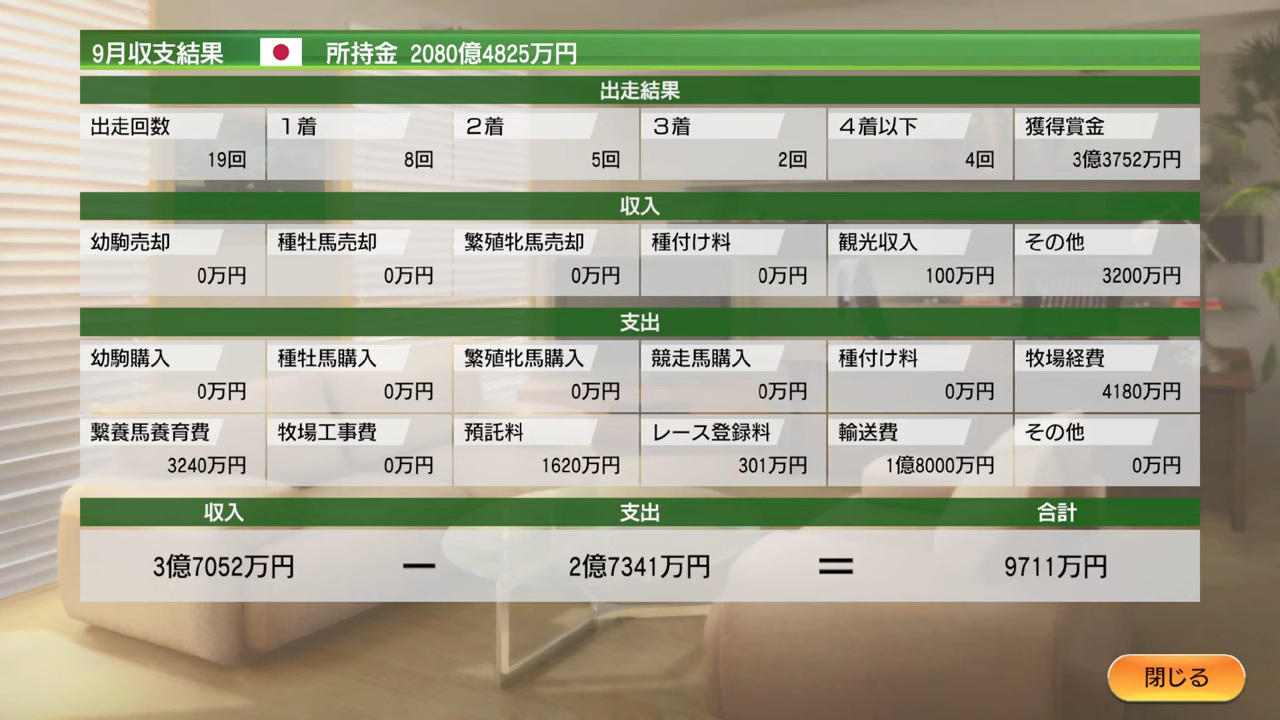 9月収支結果 所持金 2080億4825万円
出走結果
出走回数 1着 2着 3着 4着以下 獲得賞金
19回 8回 5回 2回 4回 3億3752万円
収入
幼駒売却 種牡馬売却 繁殖牝馬売却 種付け料 観光収入 その他
0万円 0万円 0万円 0万円 100万円 3200万円
支出
幼駒購入 種牡馬購入 繁殖牝馬購入 競走馬購入 種付け料 牧場経費
0万円 0万円 0万円 0万円 0万円 4180万円
繋養馬養育費 牧場工事費 預託料 レース登録料 輸送費 その他
3240万円 0万円 1620万円 301万円 1億8000万円 0万円
収入 支出 合計
3億7052万円 − 2億7341万円 = 9711万円
閉じる